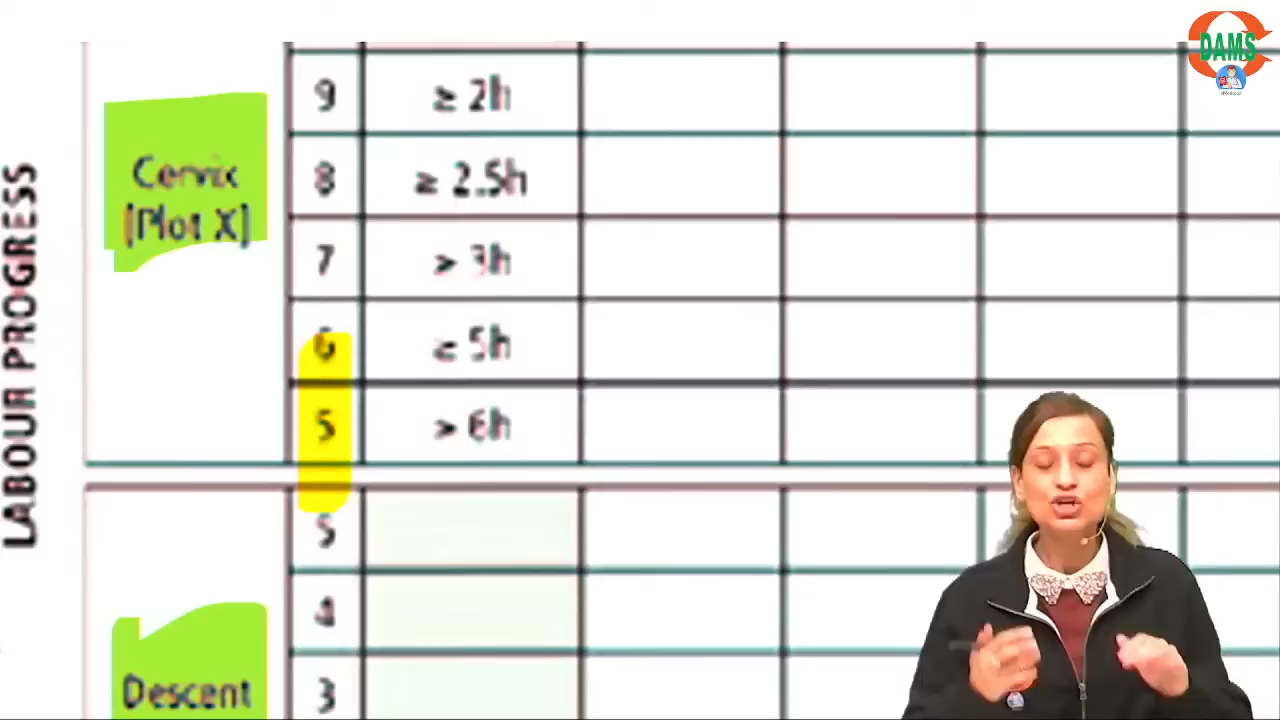 DAMS
LABOUR PROGRESS
Cervix
[Plot X]
9 ≥ 2h
8 ≥ 2.5h
7 > 3h
6 ≥ 5h
5 > 6h
5
4
Descent 3